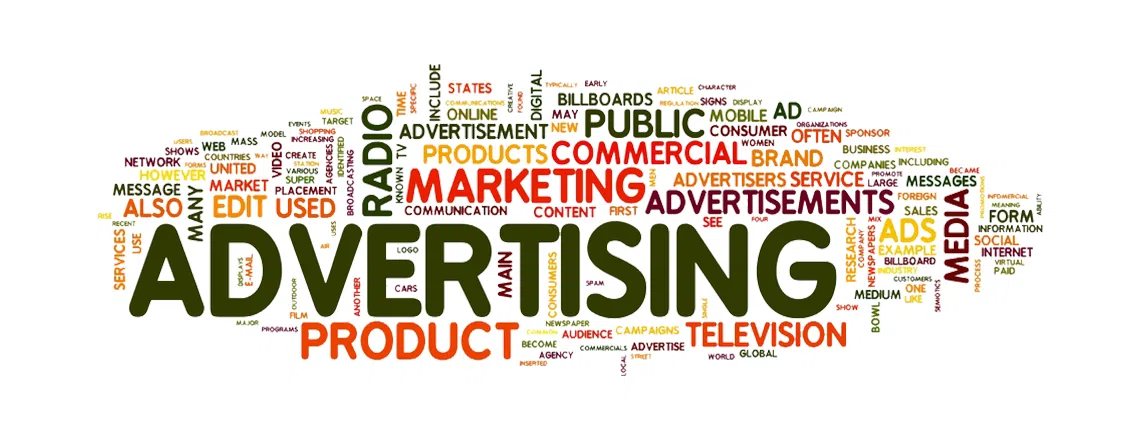 INCLUDE
STATES
DIGITAL
TYPICALLY
EARLY
SPACE
TIME
SPECIFIC
COMMUNICATIONS
CREATIVE
FOUND
BILLBOARDS
ARTICLE
CHARACTER
REGULATION
SIGNS
DISPLAY
MUSIC
TARGET
RADIO
ONLINE
MAY
NEW
PUBLIC
MOBILE
AD
CAMPAIGN
EVENTS
ADVERTISEMENT
CONSUMER
ORGANIZATIONS
OFTEN
SPONSOR
BROADCAST
MODEL
SHOPPING
USERS
WEB
MASS
INCREASING
IDENTIFIED
TV
WOMEN
SHOWS
COUNTRIES
WAY
VIDEO
CREATE
AGENCIES
PRODUCTS
COMMERCIAL
BRAND
BUSINESS
INTEREST
NETWORK
FORMS
UNITED
STATION
VARIOUS
BROADCASTING
COMPANIES
INCLUDING
HOWEVER
SUPER
KNOWN
MARKETING
MEN
ADVERTISERS
SERVICE
PROMOTE
LARGE
MESSAGES
BECAME
MESSAGE
MANY
MARKET
PLACEMENT
ADVERTISEMENTS
FOREIGN
PROMOTIONS
INFOMERCIAL
MEANING
ABILITY
ALSO
EDIT
USED
COMMUNICATION
CONTENT
FIRST
SALES
MEDIA
FORM
RISE
RECENT
USES
SEE
FOUR
RESEARCH
MIX
ADS
INFORMATION
SERVICES
USE
ADVERTISING
AIR
LOGO
COMPANY
NEWSPAPERS
EXAMPLE
SOCIAL
INTERNET
DISPLAYS
E-MAIL
MAIN
CONSUMERS
BILLBOARD
VIRTUAL
INDUSTRY
PAID
PROCESS
OUTDOOR
ANOTHER
CARS
SPAM
CUSTOMERS
SEMIOTICS
MEDIUM
ONE
LIKE
SINGLE
SHOW
BOWL
FILM
MAJOR
PROGRAMS
PRODUCT
NEWSPAPER
COMMON
AUDIENCE
CAMPAIGNS
TELEVISION
BECOME
AGENCY
COMMERCIALS
ADVERTISE
INSERTED
LOCAL
STREET
WORLD
GLOBAL